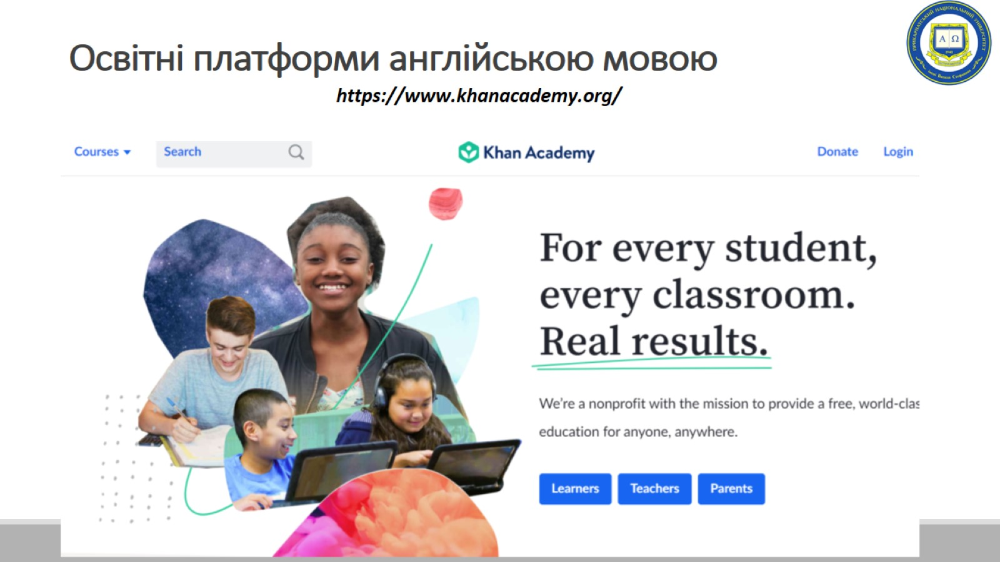 Освітні платформи англійською мовою
https://www.khanacademy.org/
ПРИКАРПАТСЬКИЙ НАЦІОНАЛЬНИЙ УНІВЕРСИТЕТ
Α Ω
1940
імені Василя Стефаника
Courses
Search
Khan Academy
Donate
Login
For every student,
every classroom.
Real results.
We're a nonprofit with the mission to provide a free, world-clas
education for anyone, anywhere.
Learners
Teachers
Parents